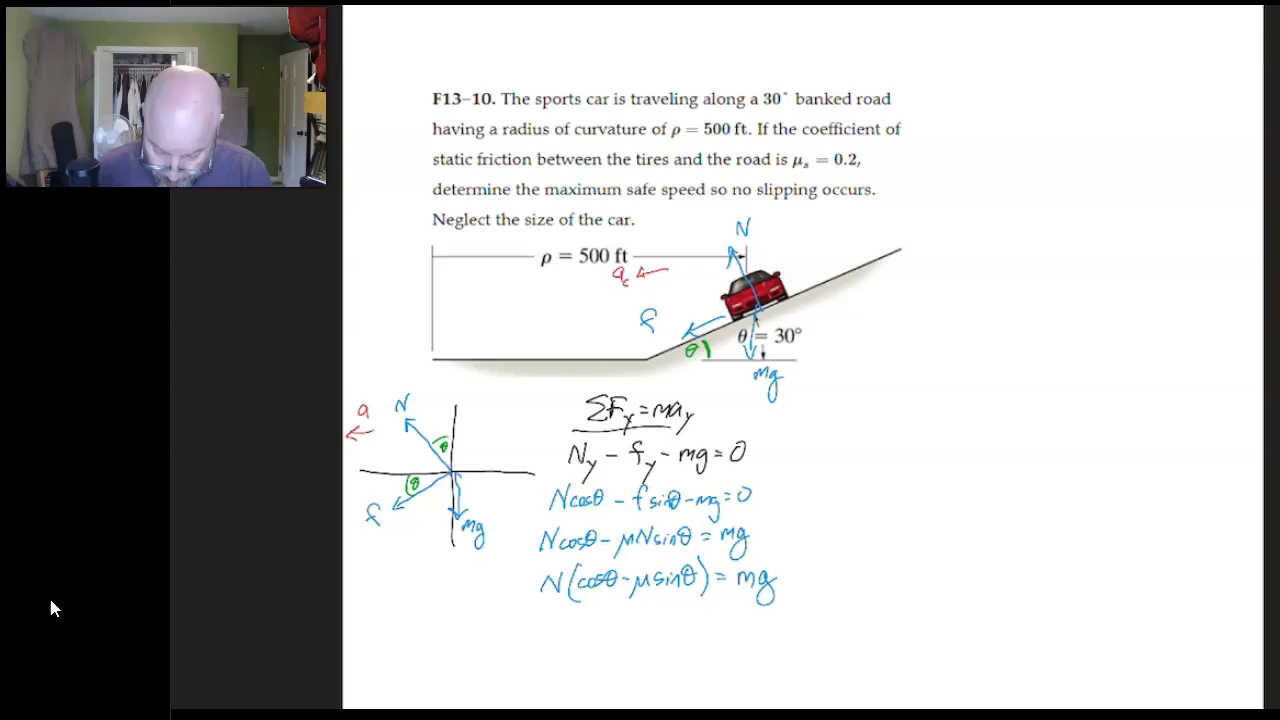 F13–10. The sports car is traveling along a 30° banked road
having a radius of curvature of ρ = 500 ft. If the coefficient of
static friction between the tires and the road is μs = 0.2,
determine the maximum safe speed so no slipping occurs.
Neglect the size of the car.
N
ρ = 500 ft
ac
f
θ = 30°
θ
mg
a
N
θ
θ
f
mg
ΣFy = may
Ny - fy - mg = 0
Ncosθ - fsinθ - mg = 0
Ncosθ - μNsinθ = mg
N(cosθ - μsinθ) = mg